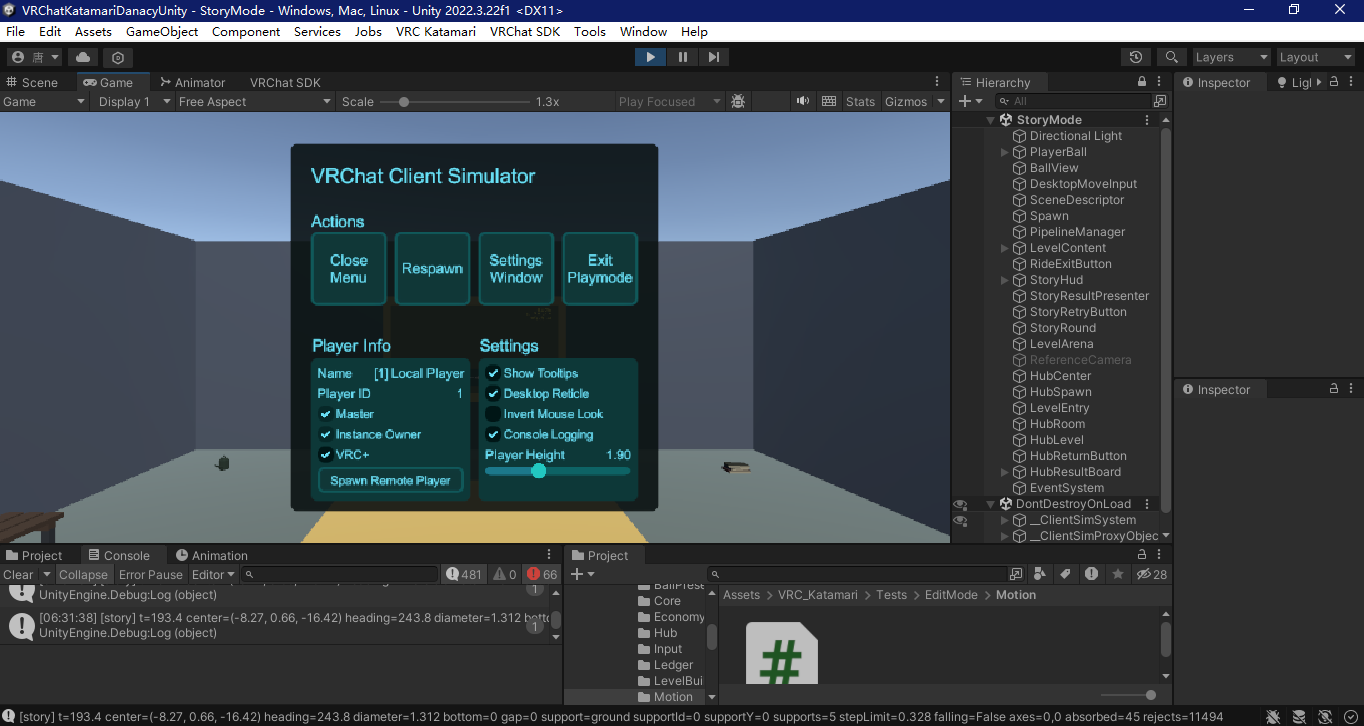 VRChatKatamariDanacyUnity - StoryMode - Windows, Mac, Linux - Unity 2022.3.22f1 <DX11>
File Edit Assets GameObject Component Services Jobs VRC Katamari VRChat SDK Tools Window Help
Layers Layout
Scene Game Animator VRChat SDK
Game Display 1 Free Aspect Scale 1.3x Play Focused Stats Gizmos
VRChat Client Simulator
Actions
Close Menu
Respawn
Settings Window
Exit Playmode
Player Info
Name [1] Local Player
Player ID 1
Master
Instance Owner
VRC+
Spawn Remote Player
Settings
Show Tooltips
Desktop Reticle
Invert Mouse Look
Console Logging
Player Height 1.90
Hierarchy
All
StoryMode
Directional Light
PlayerBall
BallView
DesktopMoveInput
SceneDescriptor
Spawn
PipelineManager
LevelContent
RideExitButton
StoryHud
StoryResultPresenter
StoryRetryButton
StoryRound
LevelArena
ReferenceCamera
HubCenter
HubSpawn
LevelEntry
HubRoom
HubLevel
HubReturnButton
HubResultBoard
EventSystem
DontDestroyOnLoad
__ClientSimSystem
__ClientSimProxyObjec
Inspector Ligh
Inspector
Project Console Animation
Clear Collapse Error Pause Editor 481 0 66
UnityEngine.Debug:Log (object)
1
[06:31:38] [story] t=193.4 center=(-8.27, 0.66, -16.42) heading=243.8 diameter=1.312 botto
UnityEngine.Debug:Log (object)
1
Project
28
BallPrese
Core
Economy
Hub
Input
Ledger
LevelBui
Motion
Assets > VRC_Katamari > Tests > EditMode > Motion
#
[story] t=193.4 center=(-8.27, 0.66, -16.42) heading=243.8 diameter=1.312 bottom=0 gap=0 support=ground supportId=0 supportY=0 supports=5 stepLimit=0.328 falling=False axes=0,0 absorbed=45 rejects=11494